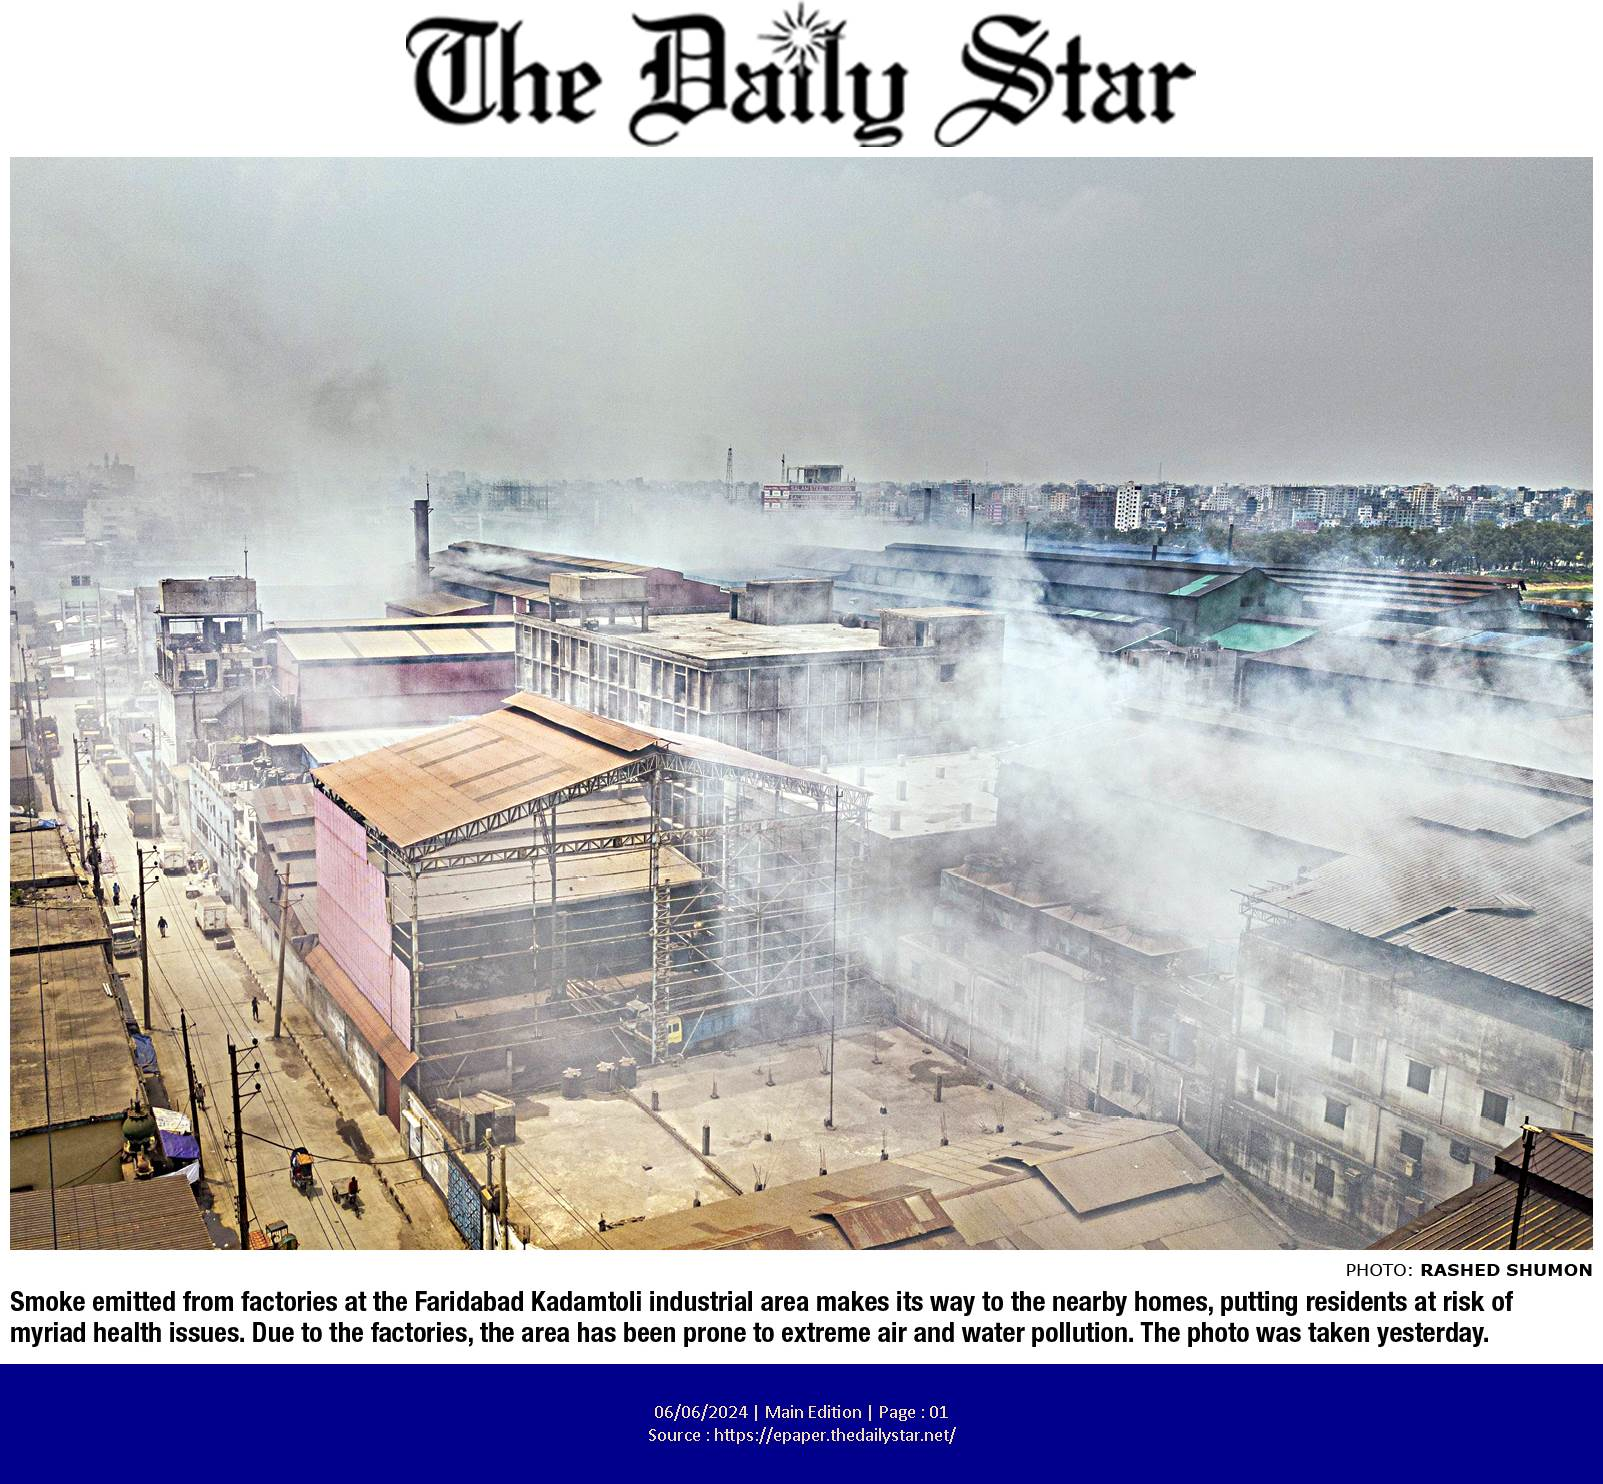 The Daily Star
PHOTO: RASHED SHUMON
Smoke emitted from factories at the Faridabad Kadamtoli industrial area makes its way to the nearby homes, putting residents at risk of
myriad health issues. Due to the factories, the area has been prone to extreme air and water pollution. The photo was taken yesterday.
06/06/2024 | Main Edition | Page : 01
Source : https://epaper.thedailystar.net/